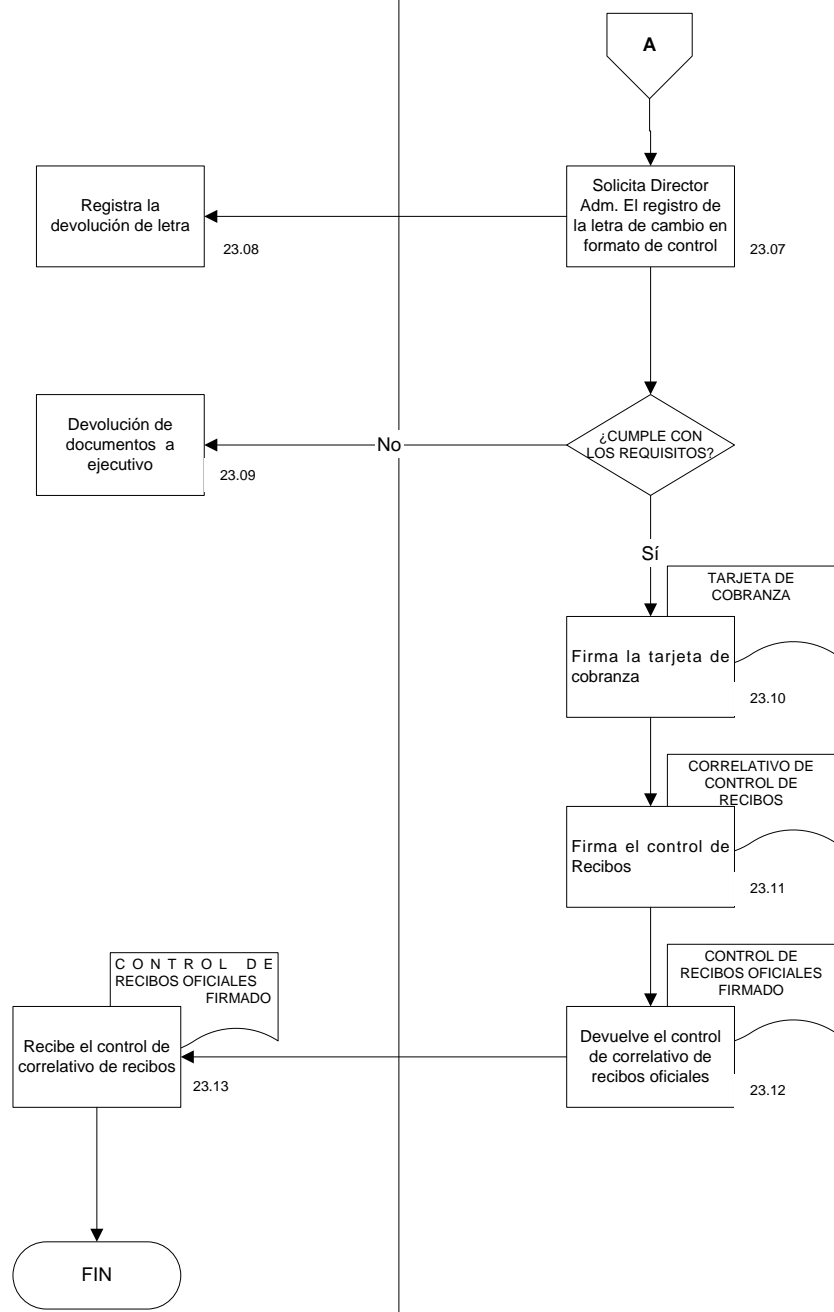 A
Solicita Director
Adm. El registro de
la letra de cambio en
formato de control
23.07
Registra la
devolución de letra
23.08
¿CUMPLE CON
LOS REQUISITOS?
No
Devolución de
documentos a
ejecutivo
23.09
Sí
TARJETA DE
COBRANZA
Firma la tarjeta de
cobranza
23.10
CORRELATIVO DE
CONTROL DE
RECIBOS
Firma el control de
Recibos
23.11
CONTROL DE
RECIBOS OFICIALES
FIRMADO
Devuelve el control
de correlativo de
recibos oficiales
23.12
CONTROL DE
RECIBOS OFICIALES
FIRMADO
Recibe el control de
correlativo de recibos
23.13
FIN